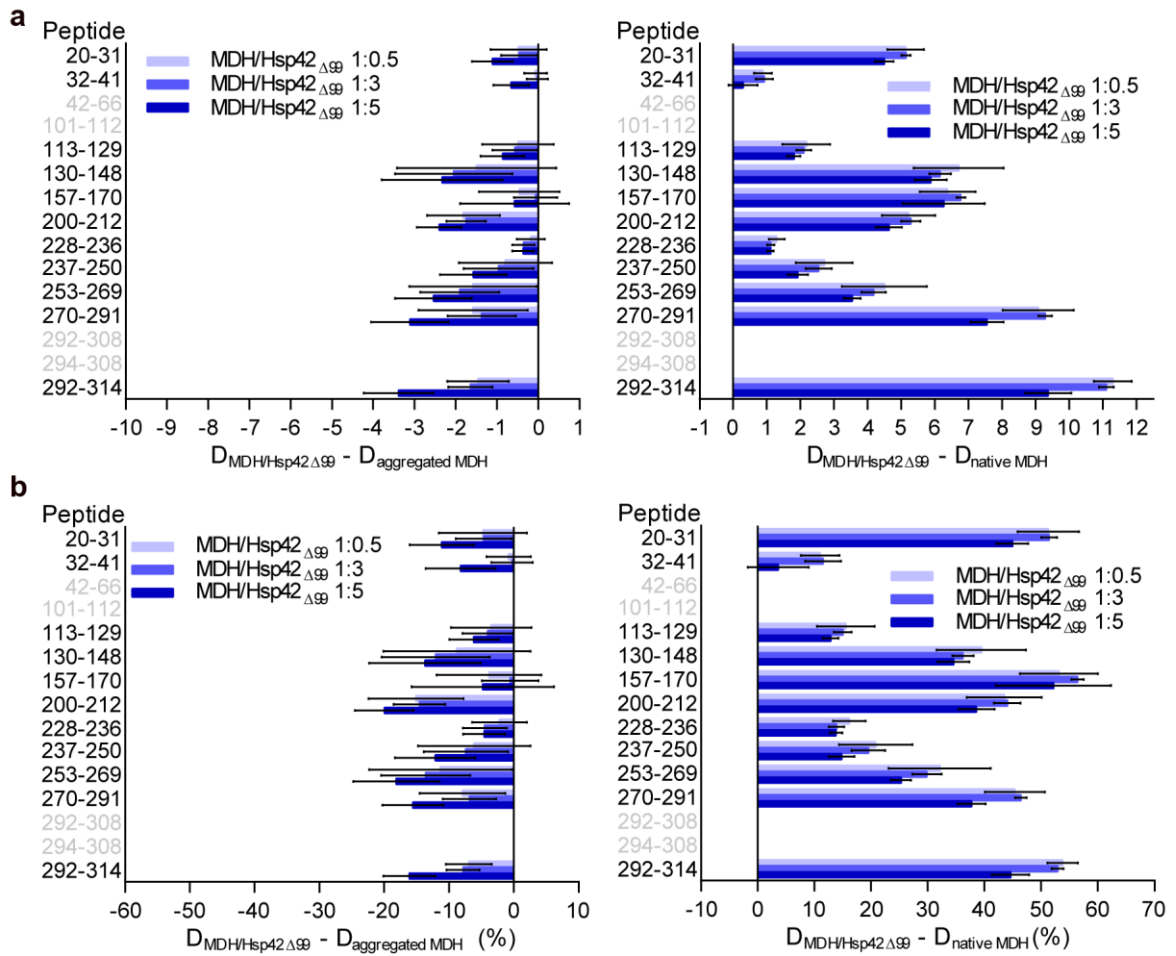 a
Peptide
20-31
32-41
42-66
101-112
113-129
130-148
157-170
200-212
228-236
237-250
253-269
270-291
292-308
294-308
292-314
MDH/Hsp42Δ99 1:0.5
MDH/Hsp42Δ99 1:3
MDH/Hsp42Δ99 1:5
-10 -9 -8 -7 -6 -5 -4 -3 -2 -1 0 1
DMDH/Hsp42Δ99 - Daggregated MDH
Peptide
20-31
32-41
42-66
101-112
113-129
130-148
157-170
200-212
228-236
237-250
253-269
270-291
292-308
294-308
292-314
MDH/Hsp42Δ99 1:0.5
MDH/Hsp42Δ99 1:3
MDH/Hsp42Δ99 1:5
-1 0 1 2 3 4 5 6 7 8 9 10 11 12
DMDH/Hsp42Δ99 - Dnative MDH
b
Peptide
20-31
32-41
42-66
101-112
113-129
130-148
157-170
200-212
228-236
237-250
253-269
270-291
292-308
294-308
292-314
MDH/Hsp42Δ99 1:0.5
MDH/Hsp42Δ99 1:3
MDH/Hsp42Δ99 1:5
-60 -50 -40 -30 -20 -10 0 10
DMDH/Hsp42Δ99 - Daggregated MDH (%)
Peptide
20-31
32-41
42-66
101-112
113-129
130-148
157-170
200-212
228-236
237-250
253-269
270-291
292-308
294-308
292-314
MDH/Hsp42Δ99 1:0.5
MDH/Hsp42Δ99 1:3
MDH/Hsp42Δ99 1:5
-10 0 10 20 30 40 50 60 70
DMDH/Hsp42Δ99 - Dnative MDH (%)